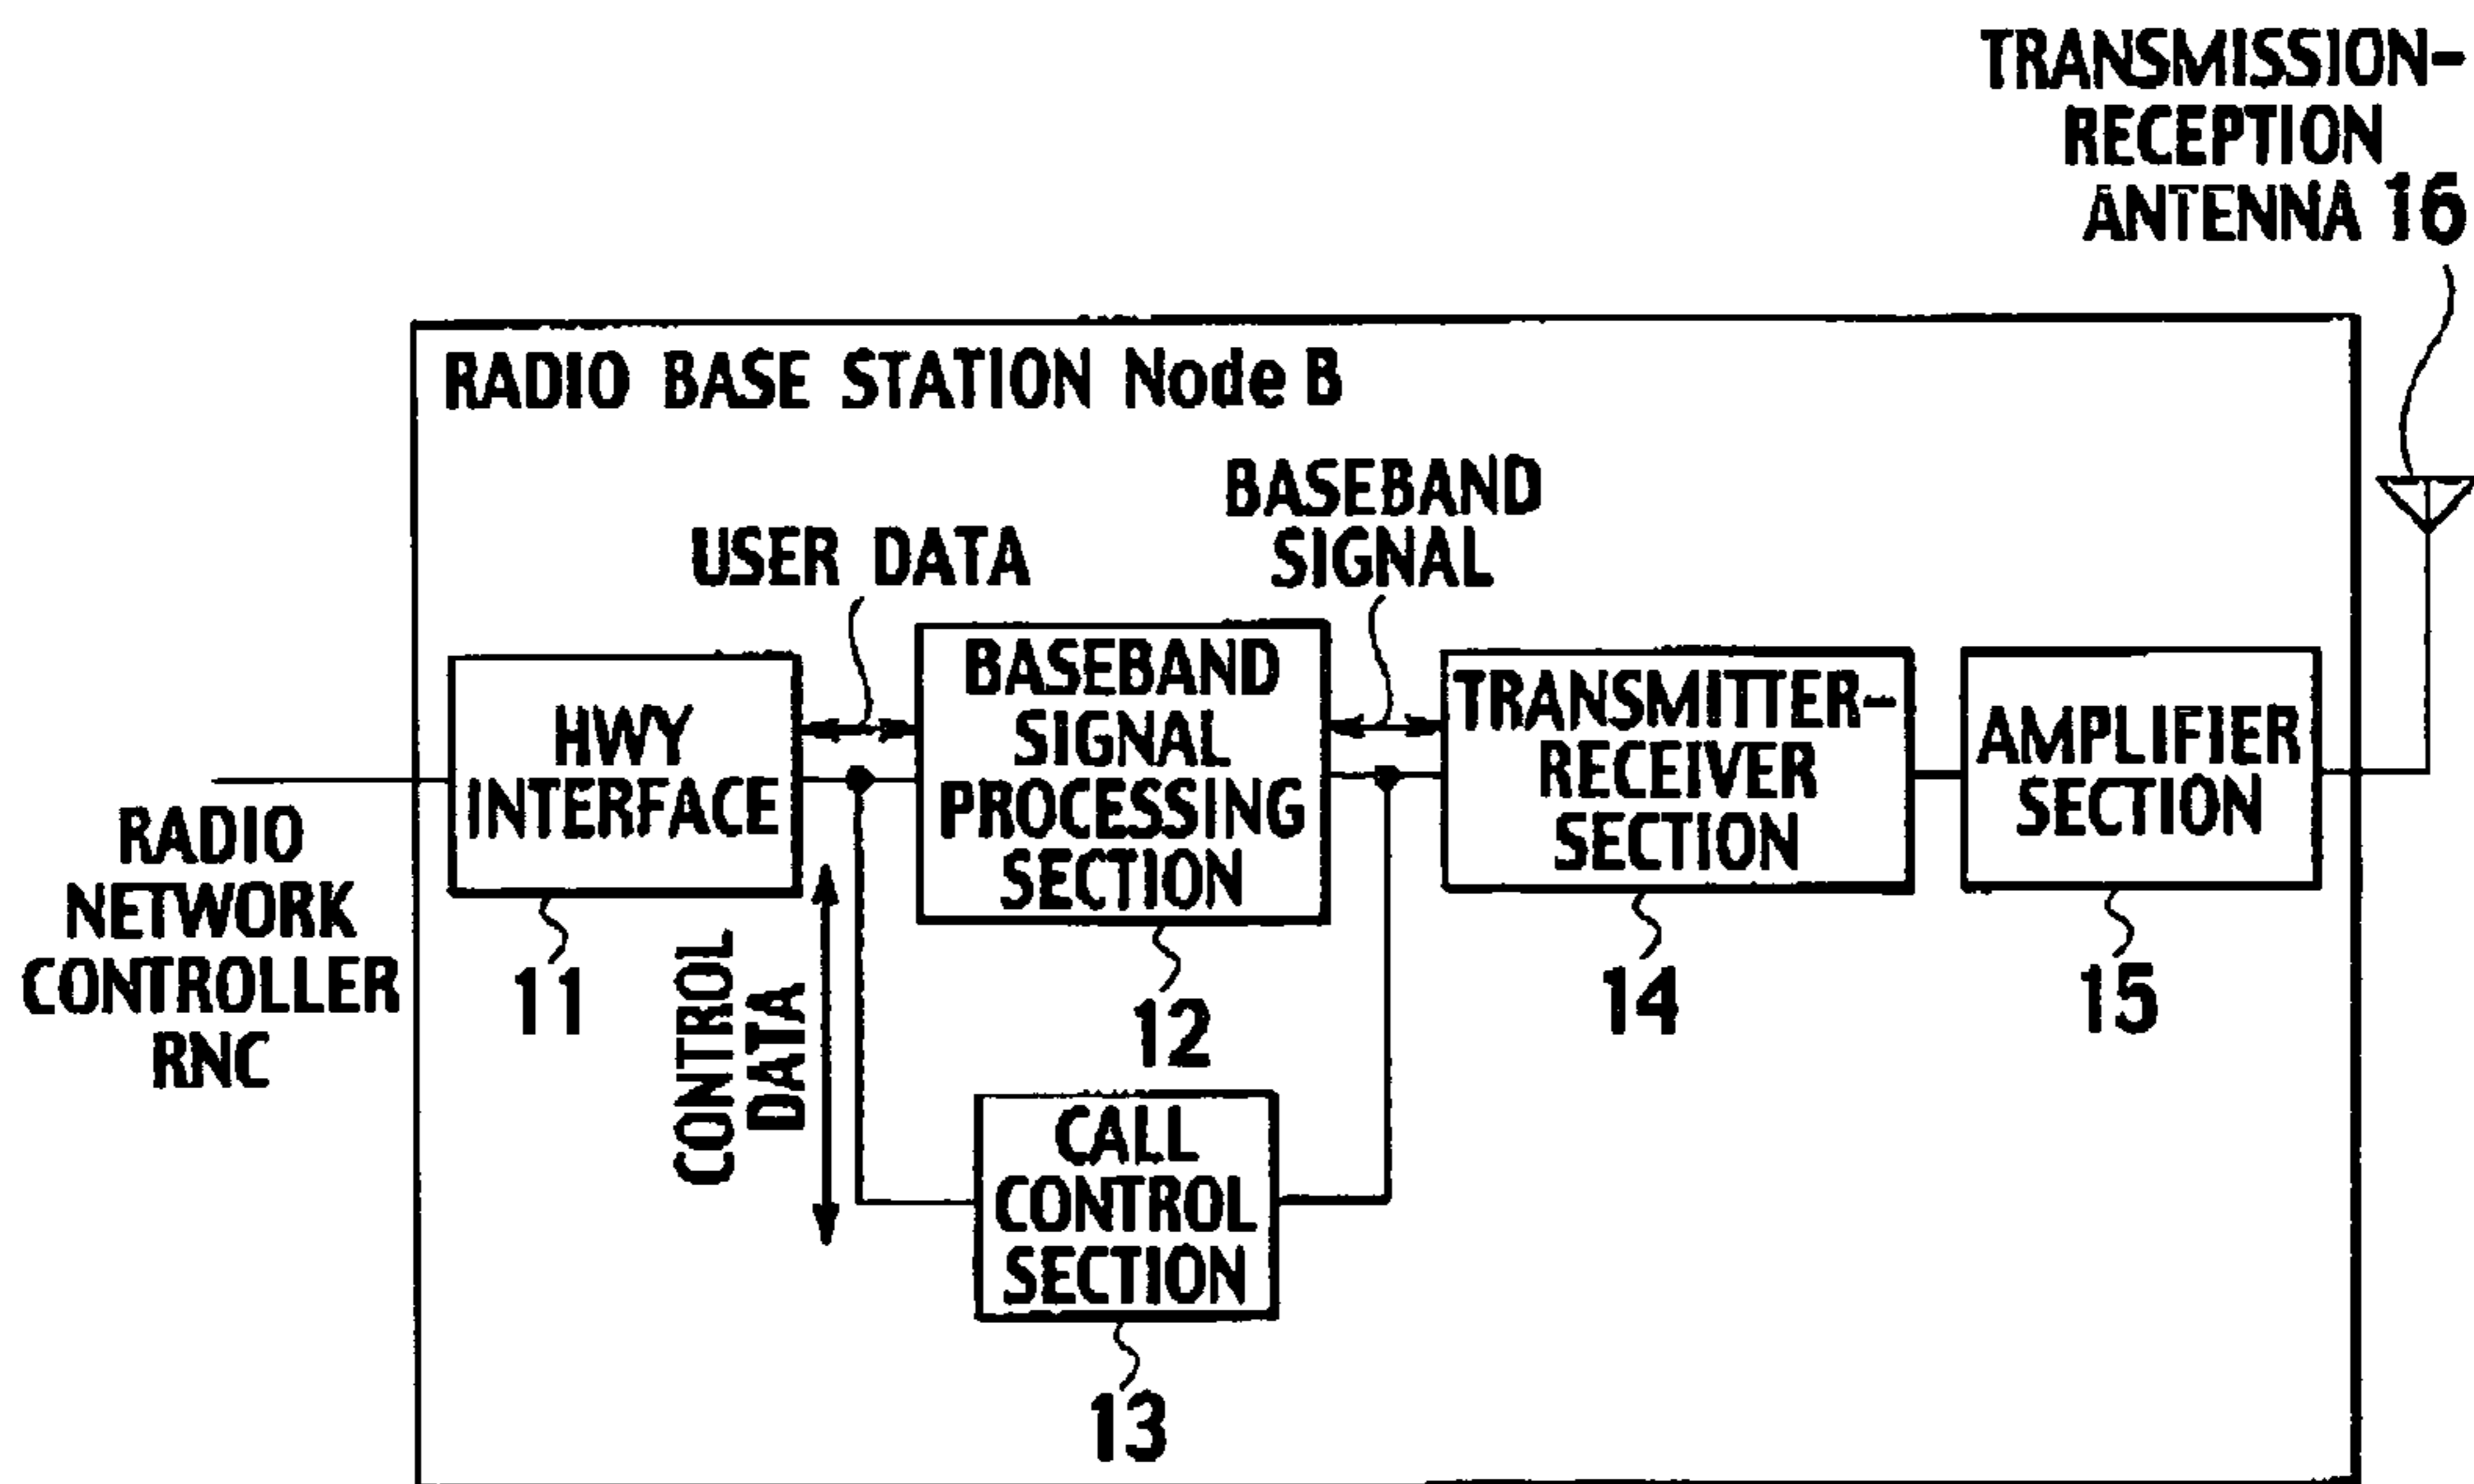 TRANSMISSION-
RECEPTION
ANTENNA 16
RADIO BASE STATION Node B
BASEBAND
SIGNAL
USER DATA
HWY
INTERFACE
BASEBAND
SIGNAL
PROCESSING
SECTION
TRANSMITTER-
RECEIVER
SECTION
AMPLIFIER
SECTION
RADIO
NETWORK
CONTROLLER
RNC
11
12
14
15
CONTROL
DATA
CALL
CONTROL
SECTION
13